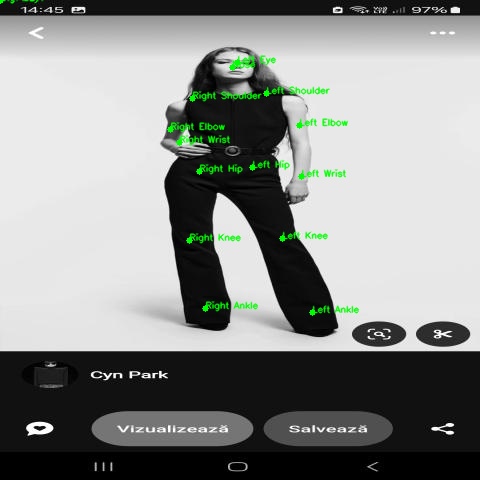 14:45 97%
Left Eye
Right Shoulder Left Shoulder
Right Elbow Left Elbow
Right Wrist
Right Hip Left Hip
Left Wrist
Right Knee Left Knee
Right Ankle Left Ankle
Cyn Park
Vizualizează Salvează